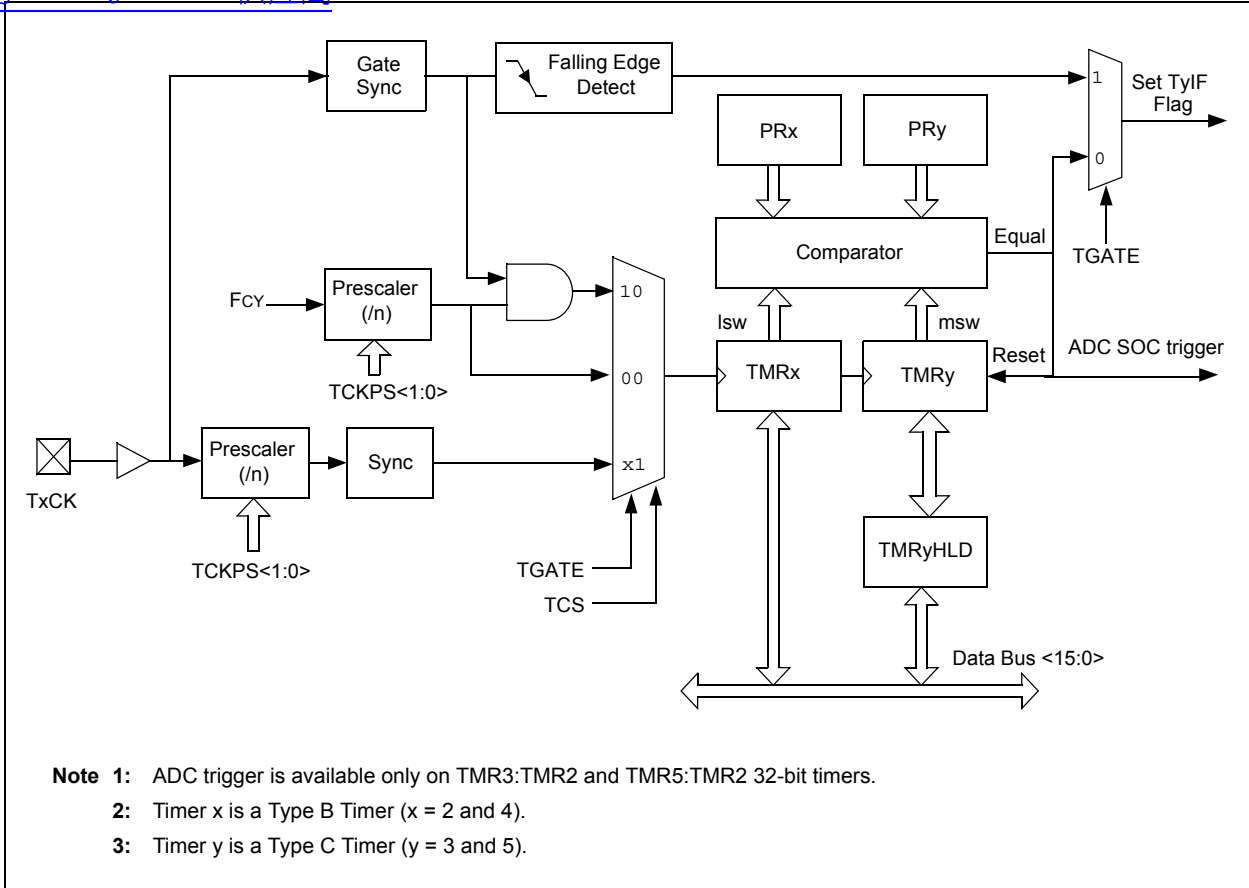 Gate
Sync
Falling Edge
Detect
1
Set TyIF
Flag
PRx
PRy
0
Comparator
Equal
TGATE
FCY
Prescaler
(/n)
10
lsw
msw
TMRx
TMRy
Reset
ADC SOC trigger
00
TCKPS<1:0>
Prescaler
(/n)
Sync
x1
TxCK
TCKPS<1:0>
TGATE
TCS
TMRyHLD
Data Bus <15:0>
Note 1: ADC trigger is available only on TMR3:TMR2 and TMR5:TMR2 32-bit timers.
2: Timer x is a Type B Timer (x = 2 and 4).
3: Timer y is a Type C Timer (y = 3 and 5).